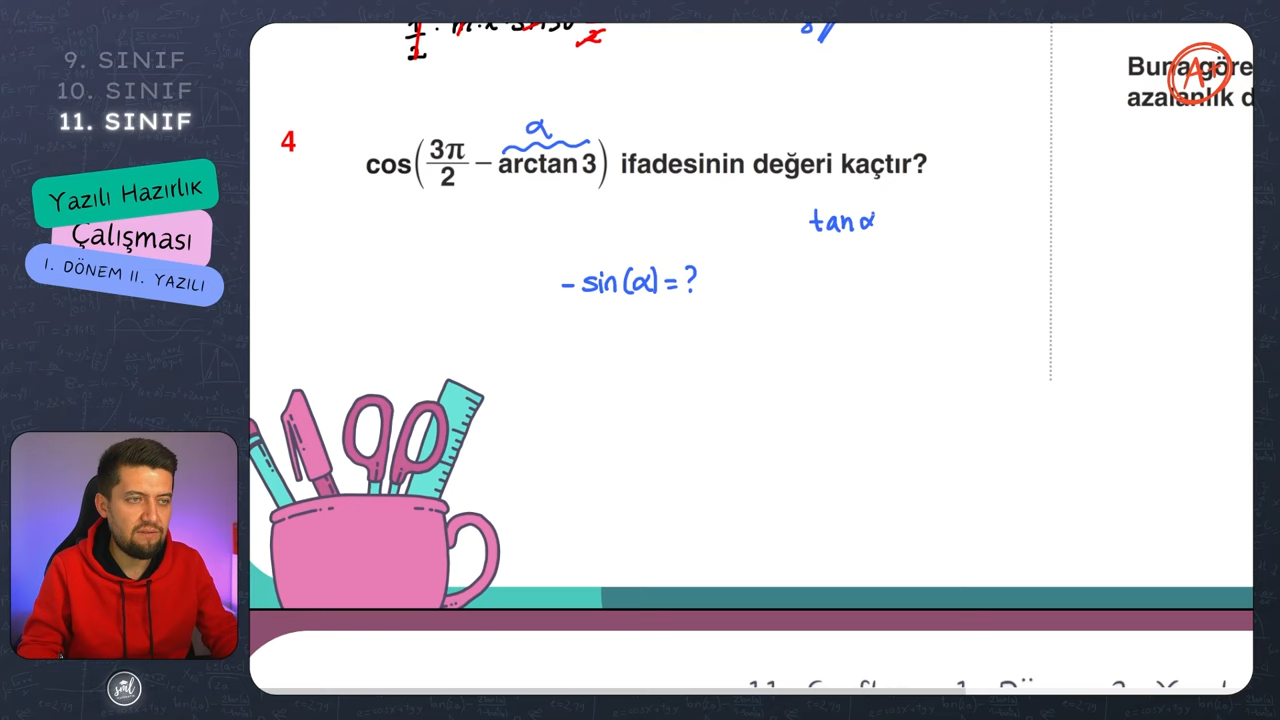 9. SINIF
10. SINIF
11. SINIF
Yazılı Hazırlık
Çalışması
I. DÖNEM II. YAZILI
sml
Buna göre
azalanlık d
A+
4
α
cos(3π/2 − arctan 3) ifadesinin değeri kaçtır?
tan α
- sin(α) = ?